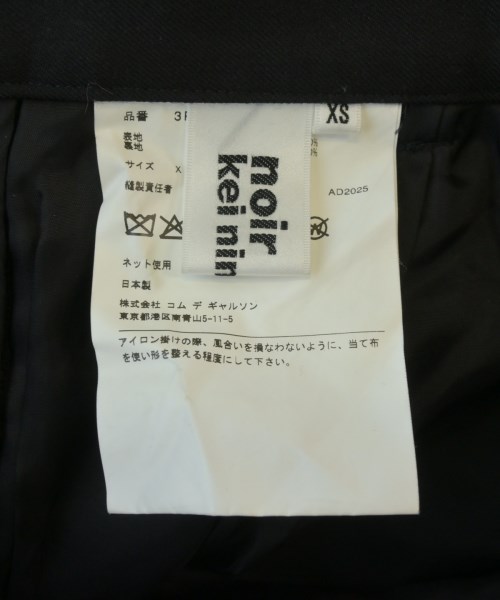 品番 3
XS
表地
裏地
サイズ X
縫製責任者
AD2025
noir
kei nin
ネット使用
日本製
株式会社 コム デ ギャルソン
東京都港区南青山5-11-5
アイロン掛けの際、風合いを損なわないように、当て布
を使い形を整える程度にして下さい。